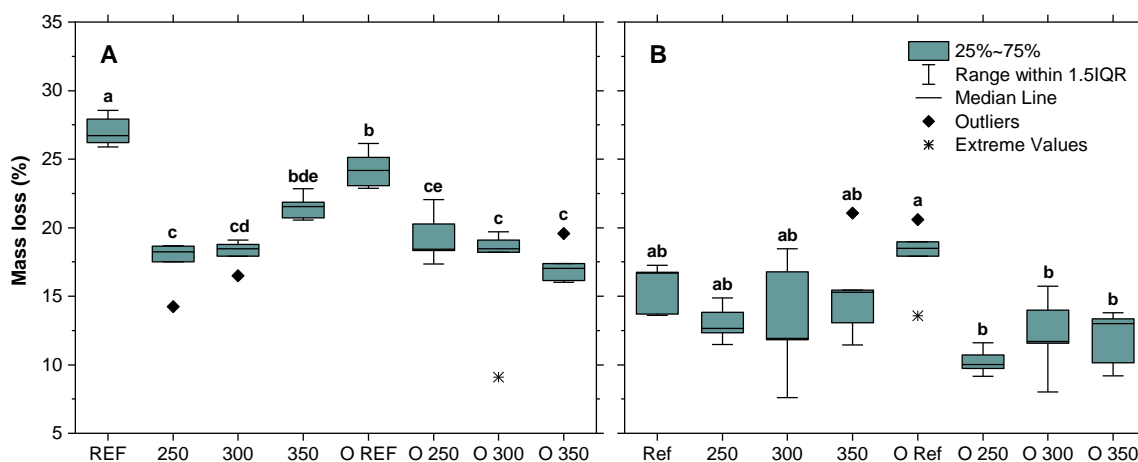 35
30
25
20
15
10
5
Mass loss (%)
A
a
c
cd
bde
b
ce
c
c
REF 250 300 350 O REF O 250 O 300 O 350
B
25%~75%
Range within 1.5IQR
Median Line
Outliers
Extreme Values
ab
ab
ab
ab
a
b
b
b
Ref 250 300 350 O Ref O 250 O 300 O 350